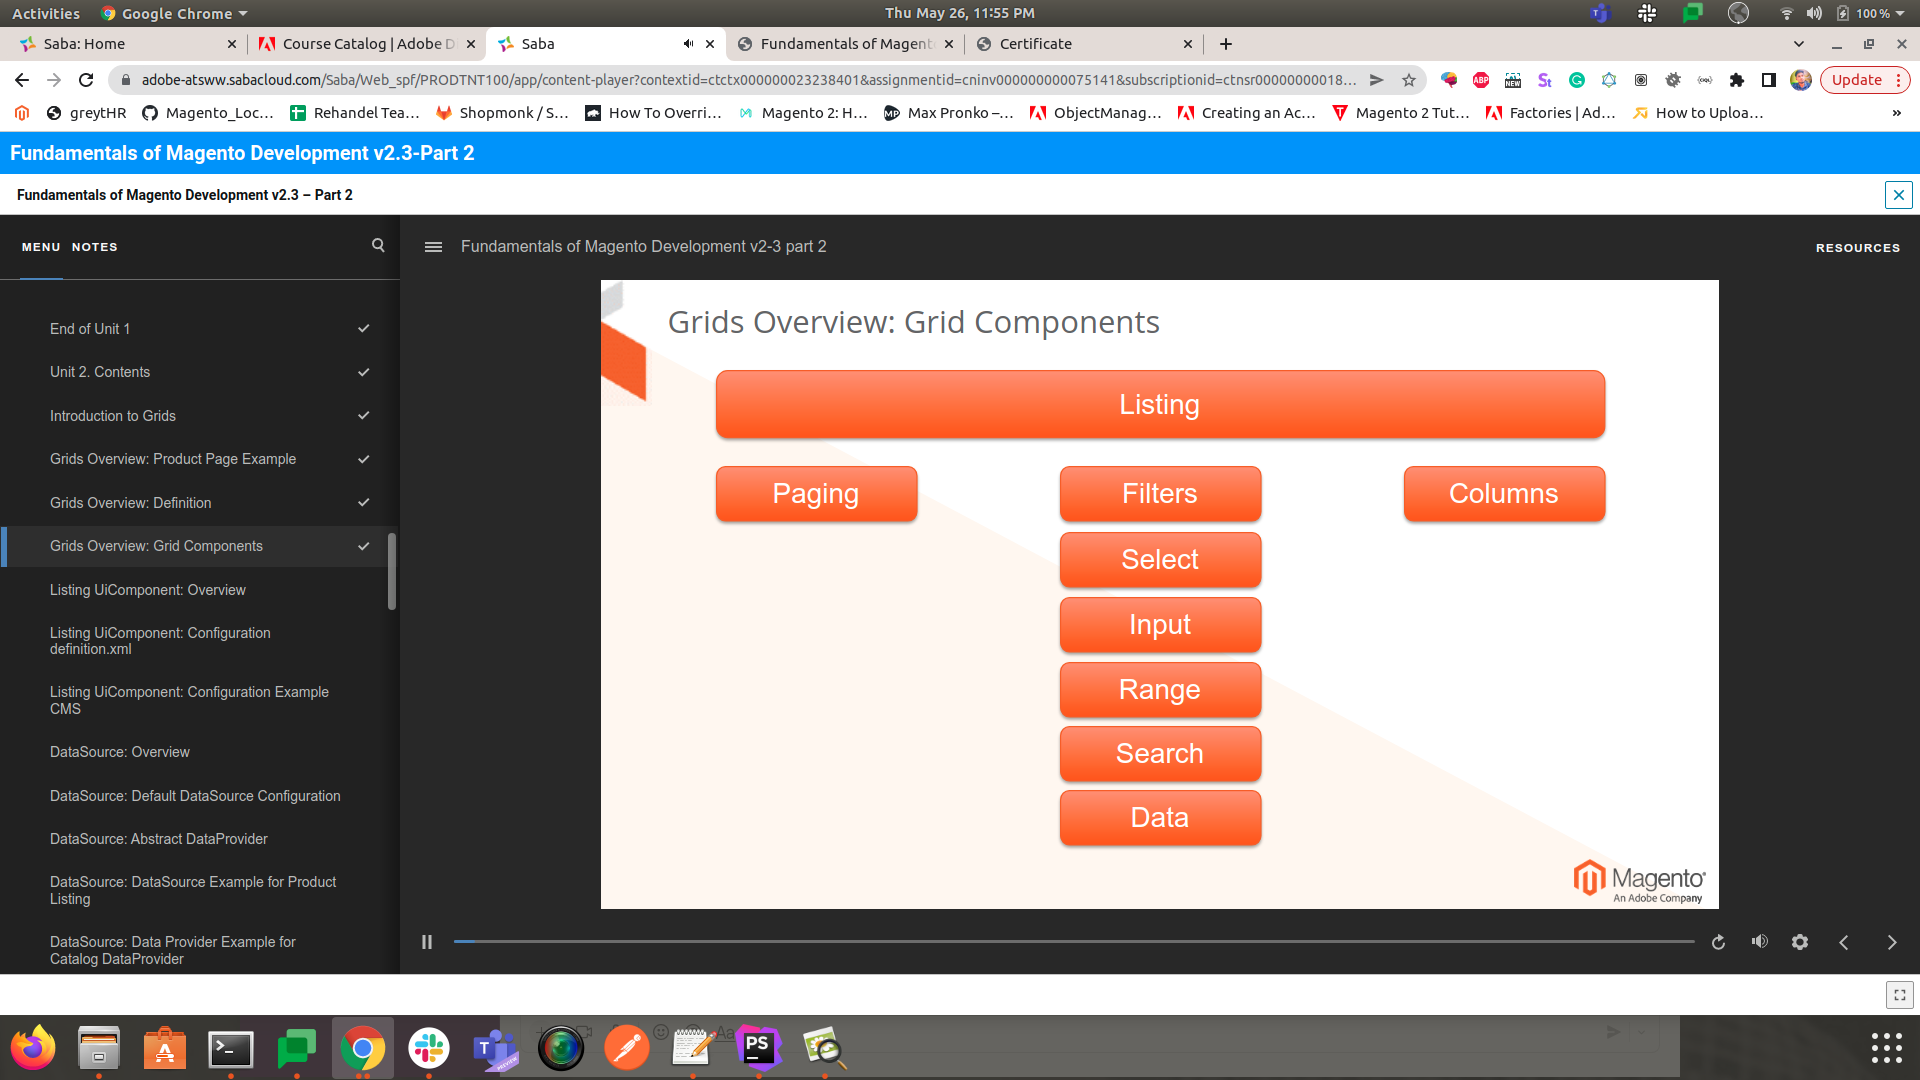 Activities
Google Chrome
Thu May 26, 11:55 PM
100 %
Saba: Home
Course Catalog | Adobe D
Saba
Fundamentals of Magent
Certificate
adobe-atsww.sabacloud.com/Saba/Web_spf/PRODTNT100/app/content-player?contextid=ctctx000000023238401&assignmentid=cninv000000000075141&subscriptionid=ctnsr00000000018...
ABP
NEW
St
Update
greytHR
Magento_Loc...
Rehandel Tea...
Shopmonk / S...
How To Overri...
Magento 2: H...
Max Pronko –...
ObjectManag...
Creating an Ac...
Magento 2 Tut...
Factories | Ad...
How to Uploa...
»
Fundamentals of Magento Development v2.3-Part 2
Fundamentals of Magento Development v2.3 – Part 2
MENU
NOTES
Fundamentals of Magento Development v2-3 part 2
RESOURCES
End of Unit 1
Unit 2. Contents
Introduction to Grids
Grids Overview: Product Page Example
Grids Overview: Definition
Grids Overview: Grid Components
Listing UiComponent: Overview
Listing UiComponent: Configuration
definition.xml
Listing UiComponent: Configuration Example
CMS
DataSource: Overview
DataSource: Default DataSource Configuration
DataSource: Abstract DataProvider
DataSource: DataSource Example for Product
Listing
DataSource: Data Provider Example for
Catalog DataProvider
Grids Overview: Grid Components
Listing
Paging
Filters
Columns
Select
Input
Range
Search
Data
Magento
An Adobe Company
Aa
PS